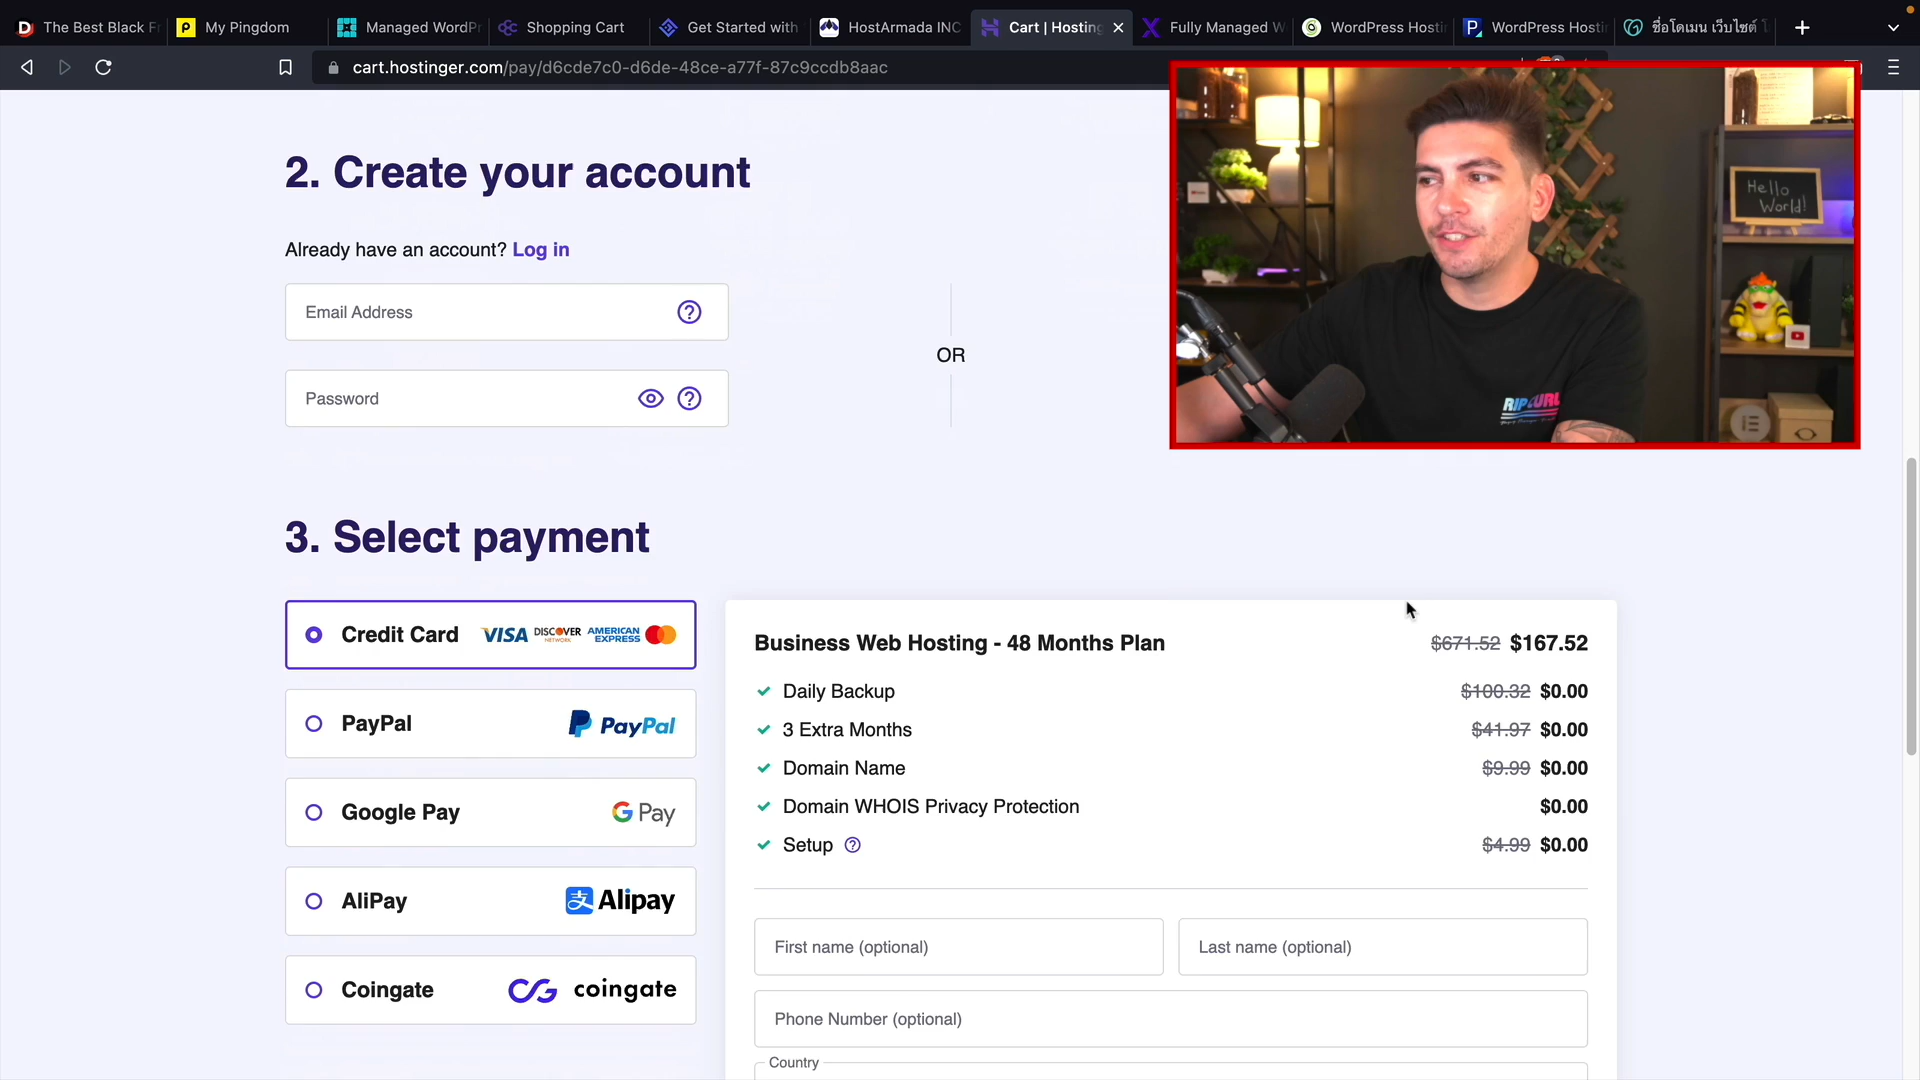 The Best Black F
My Pingdom
Managed WordPr
Shopping Cart
Get Started with
HostArmada INC
Cart | Hosting
Fully Managed W
WordPress Hosti
WordPress Hosti
ชื่อโดเมน เว็บไซต์
cart.hostinger.com/pay/d6cde7c0-d6de-48ce-a77f-87c9ccdb8aac
Hello
World!
RIP CURL
2. Create your account
Already have an account? Log in
Email Address
Password
OR
3. Select payment
Credit Card VISA DISCOVER NETWORK AMERICAN EXPRESS
PayPal PayPal
Google Pay G Pay
AliPay 支 Alipay
Coingate coingate
Business Web Hosting - 48 Months Plan $671.52 $167.52
Daily Backup $100.32 $0.00
3 Extra Months $41.97 $0.00
Domain Name $9.99 $0.00
Domain WHOIS Privacy Protection $0.00
Setup $4.99 $0.00
First name (optional) Last name (optional)
Phone Number (optional)
Country